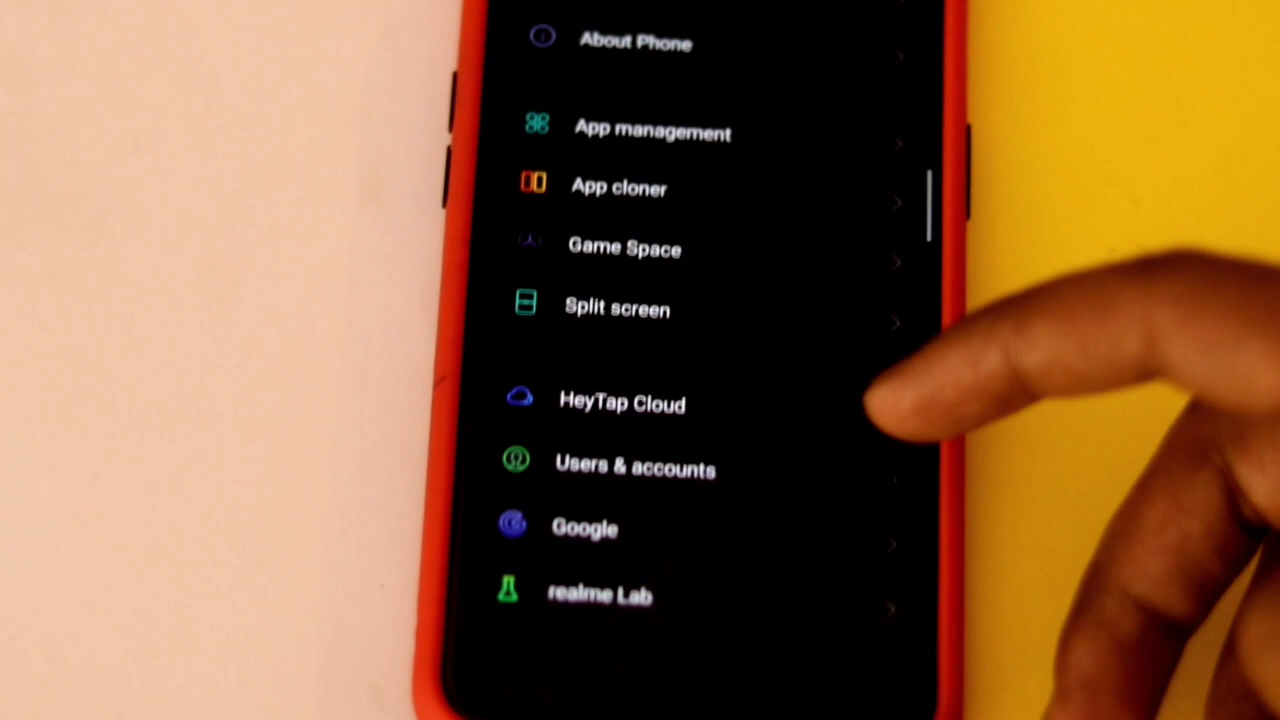 About Phone
App management
App cloner
Game Space
Split screen
HeyTap Cloud
Users & accounts
Google
realme Lab